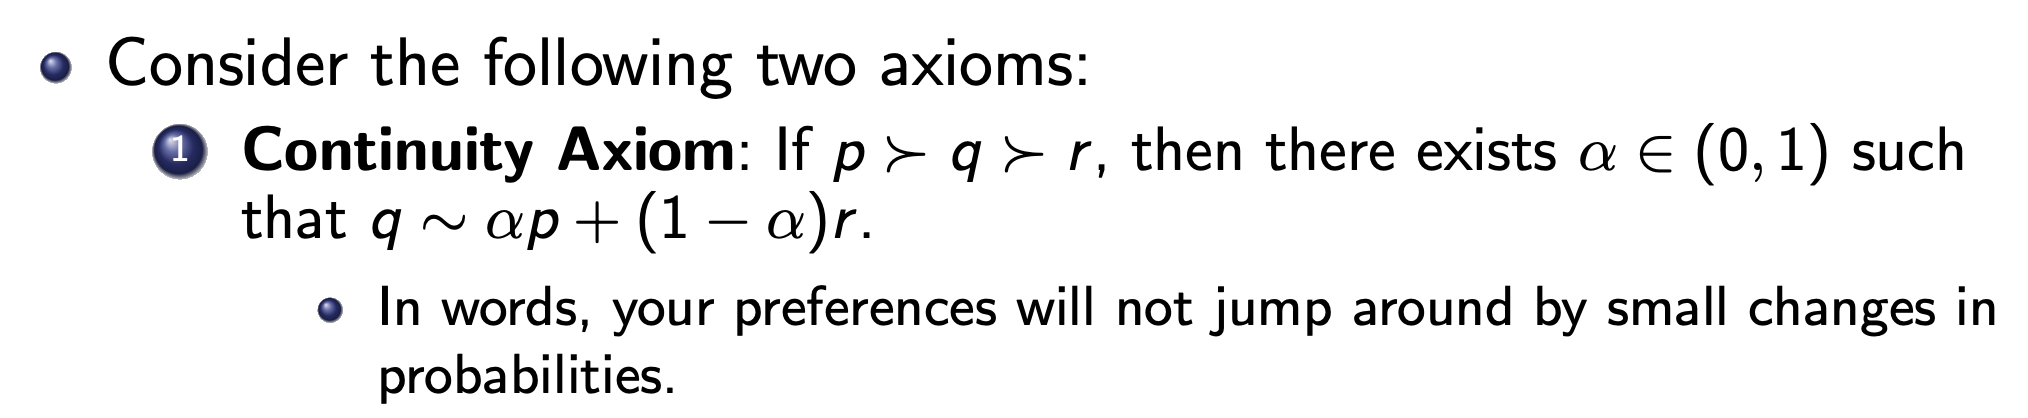 Consider the following two axioms:
1 Continuity Axiom: If p ≻ q ≻ r, then there exists α ∈ (0, 1) such
that q ∼ αp + (1 − α)r.
In words, your preferences will not jump around by small changes in
probabilities.